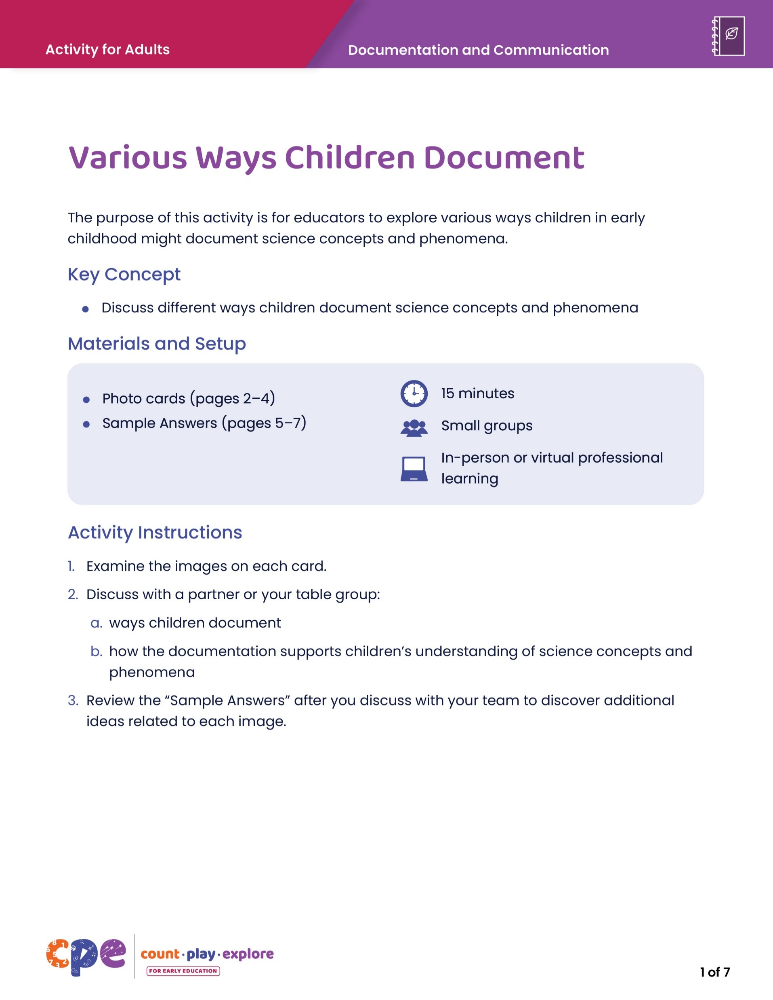 Activity for Adults
Documentation and Communication
Various Ways Children Document
The purpose of this activity is for educators to explore various ways children in early
childhood might document science concepts and phenomena.
Key Concept
• Discuss different ways children document science concepts and phenomena
Materials and Setup
• Photo cards (pages 2–4)
• Sample Answers (pages 5–7)
15 minutes
Small groups
In-person or virtual professional
learning
Activity Instructions
1. Examine the images on each card.
2. Discuss with a partner or your table group:
a. ways children document
b. how the documentation supports children’s understanding of science concepts and
phenomena
3. Review the “Sample Answers” after you discuss with your team to discover additional
ideas related to each image.
cpe
count·play·explore
FOR EARLY EDUCATION
1 of 7